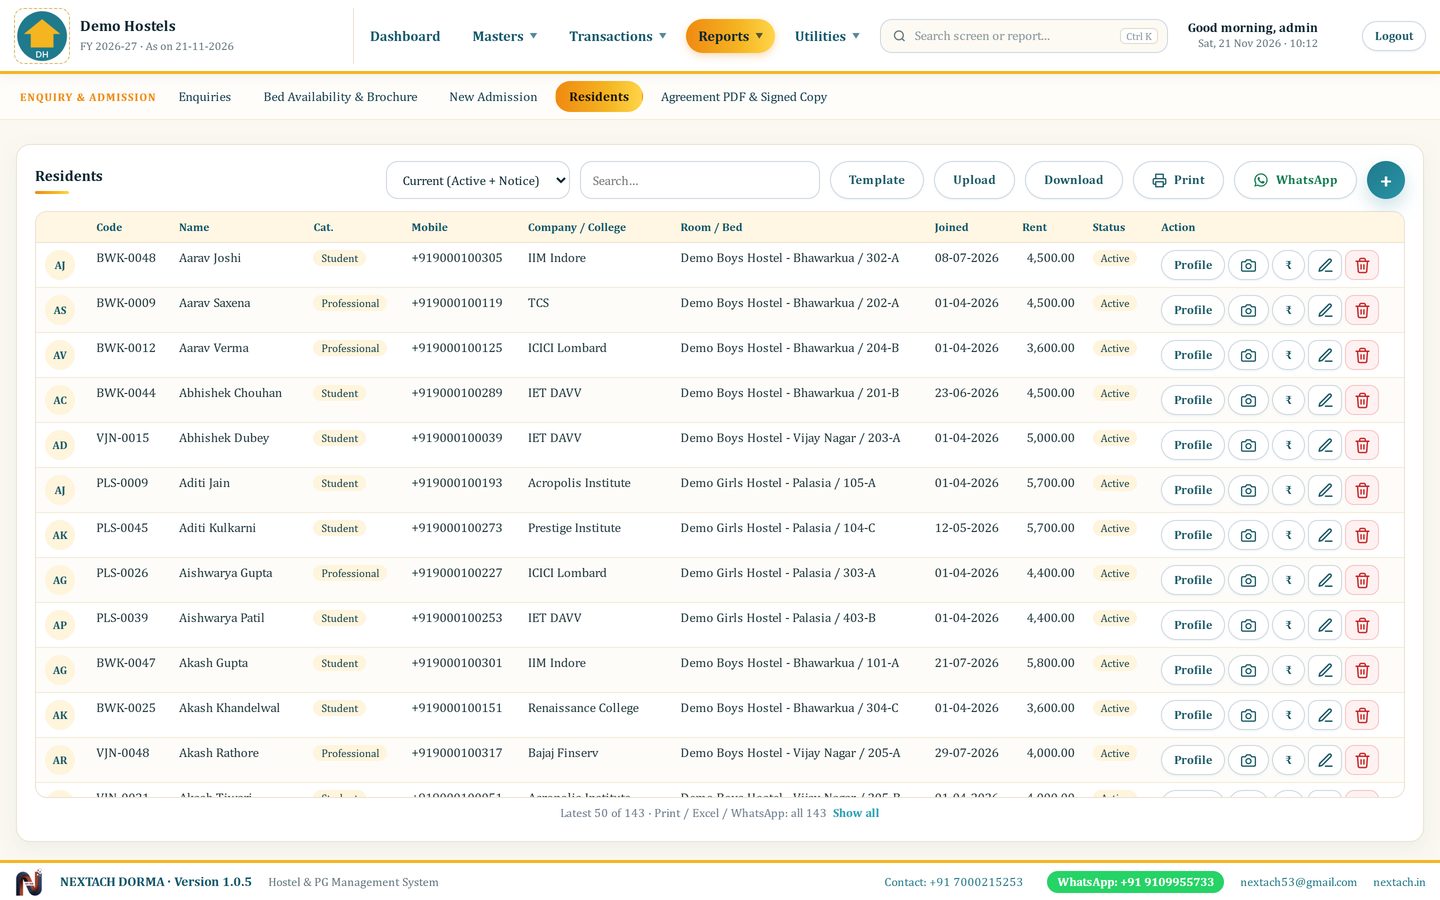 DH
Demo Hostels
FY 2026-27 · As on 21-11-2026
Dashboard Masters ▼ Transactions ▼ Reports ▼ Utilities ▼
Search screen or report... Ctrl K
Good morning, admin
Sat, 21 Nov 2026 · 10:12
Logout
ENQUIRY & ADMISSION Enquiries Bed Availability & Brochure New Admission Residents Agreement PDF & Signed Copy
Residents Current (Active + Notice) Search... Template Upload Download Print WhatsApp +
Code Name Cat. Mobile Company / College Room / Bed Joined Rent Status Action
AJ BWK-0048 Aarav Joshi Student +919000100305 IIM Indore Demo Boys Hostel - Bhawarkua / 302-A 08-07-2026 4,500.00 Active Profile ₹
AS BWK-0009 Aarav Saxena Professional +919000100119 TCS Demo Boys Hostel - Bhawarkua / 202-A 01-04-2026 4,500.00 Active Profile ₹
AV BWK-0012 Aarav Verma Professional +919000100125 ICICI Lombard Demo Boys Hostel - Bhawarkua / 204-B 01-04-2026 3,600.00 Active Profile ₹
AC BWK-0044 Abhishek Chouhan Student +919000100289 IET DAVV Demo Boys Hostel - Bhawarkua / 201-B 23-06-2026 4,500.00 Active Profile ₹
AD VJN-0015 Abhishek Dubey Student +919000100039 IET DAVV Demo Boys Hostel - Vijay Nagar / 203-A 01-04-2026 5,000.00 Active Profile ₹
AJ PLS-0009 Aditi Jain Student +919000100193 Acropolis Institute Demo Girls Hostel - Palasia / 105-A 01-04-2026 5,700.00 Active Profile ₹
AK PLS-0045 Aditi Kulkarni Student +919000100273 Prestige Institute Demo Girls Hostel - Palasia / 104-C 12-05-2026 5,700.00 Active Profile ₹
AG PLS-0026 Aishwarya Gupta Professional +919000100227 ICICI Lombard Demo Girls Hostel - Palasia / 303-A 01-04-2026 4,400.00 Active Profile ₹
AP PLS-0039 Aishwarya Patil Student +919000100253 IET DAVV Demo Girls Hostel - Palasia / 403-B 01-04-2026 4,400.00 Active Profile ₹
AG BWK-0047 Akash Gupta Student +919000100301 IIM Indore Demo Boys Hostel - Bhawarkua / 101-A 21-07-2026 5,800.00 Active Profile ₹
AK BWK-0025 Akash Khandelwal Student +919000100151 Renaissance College Demo Boys Hostel - Bhawarkua / 304-C 01-04-2026 3,600.00 Active Profile ₹
AR VJN-0048 Akash Rathore Professional +919000100317 Bajaj Finserv Demo Boys Hostel - Vijay Nagar / 205-A 29-07-2026 4,000.00 Active Profile ₹
Latest 50 of 143 · Print / Excel / WhatsApp: all 143 Show all
NEXTACH DORMA · Version 1.0.5 Hostel & PG Management System Contact: +91 7000215253 WhatsApp: +91 9109955733 nextach53@gmail.com nextach.in